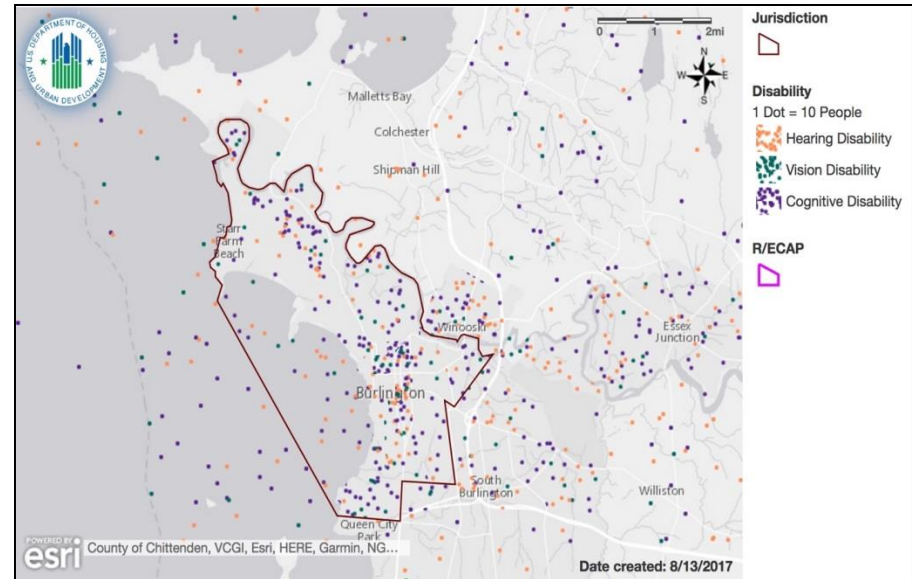 U.S. DEPARTMENT OF HOUSING
AND URBAN DEVELOPMENT
0 1 2mi
N
W E
S
Malletts Bay
Colchester
Shipman Hill
Starr
Farm
Beach
Winooski
Essex
Junction
Burlington
South
Burlington
Williston
Queen City
Park
POWERED BY
esri
County of Chittenden, VCGI, Esri, HERE, Garmin, NG...
Date created: 8/13/2017
Jurisdiction
Disability
1 Dot = 10 People
Hearing Disability
Vision Disability
Cognitive Disability
R/ECAP